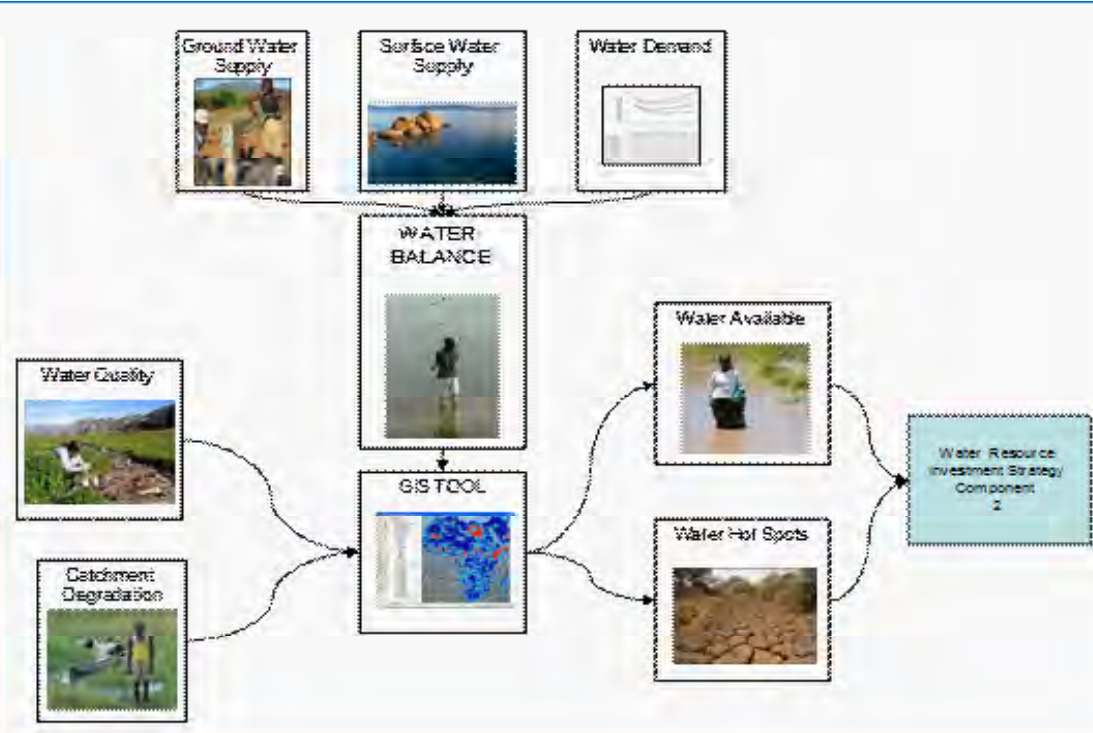 Ground Water
Supply
Surface Water
Supply
Water Demand
WATER
BALANCE
Water Available
Water Quality
GIS TOOL
Water Resource
Investment Strategy
Component
2
Water Hot Spots
Catchment
Degradation